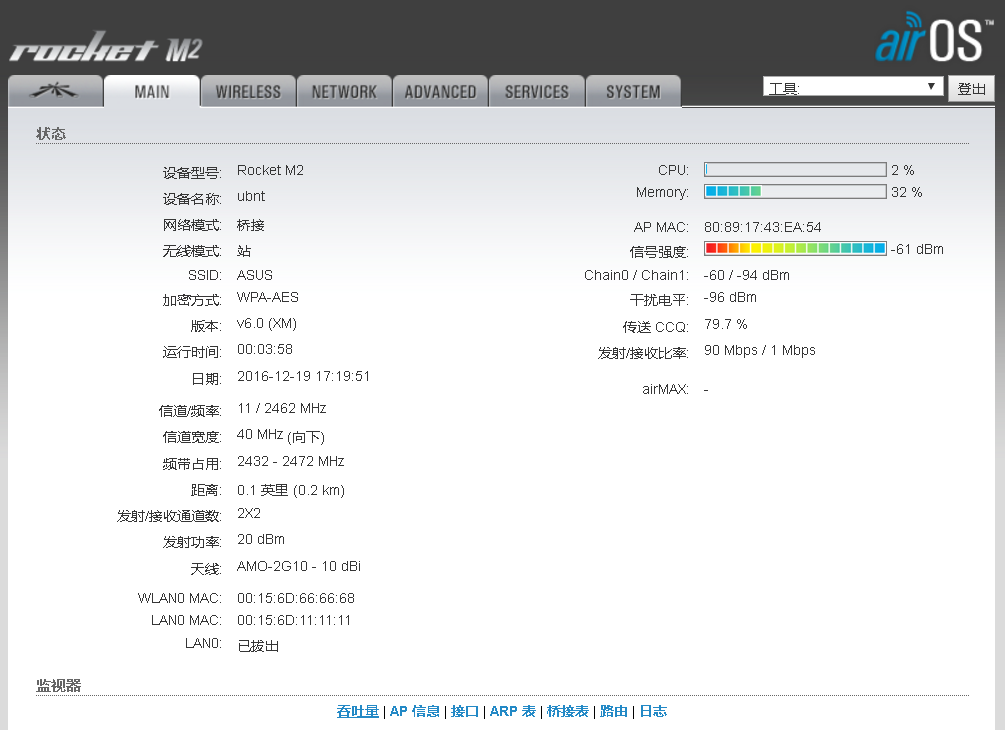 rocket M2
airOS™
MAIN WIRELESS NETWORK ADVANCED SERVICES SYSTEM 工具: 登出
状态
设备型号: Rocket M2
设备名称: ubnt
网络模式: 桥接
无线模式: 站
SSID: ASUS
加密方式: WPA-AES
版本: v6.0 (XM)
运行时间: 00:03:58
日期: 2016-12-19 17:19:51
信道/频率: 11 / 2462 MHz
信道宽度: 40 MHz (向下)
频带占用: 2432 - 2472 MHz
距离: 0.1 英里 (0.2 km)
发射/接收通道数: 2X2
发射功率: 20 dBm
天线: AMO-2G10 - 10 dBi
WLAN0 MAC: 00:15:6D:66:66:68
LAN0 MAC: 00:15:6D:11:11:11
LAN0: 已拔出
CPU: 2 %
Memory: 32 %
AP MAC: 80:89:17:43:EA:54
信号强度: -61 dBm
Chain0 / Chain1: -60 / -94 dBm
干扰电平: -96 dBm
传送 CCQ: 79.7 %
发射/接收比率: 90 Mbps / 1 Mbps
airMAX: -
监视器
吞吐量 | AP 信息 | 接口 | ARP 表 | 桥接表 | 路由 | 日志